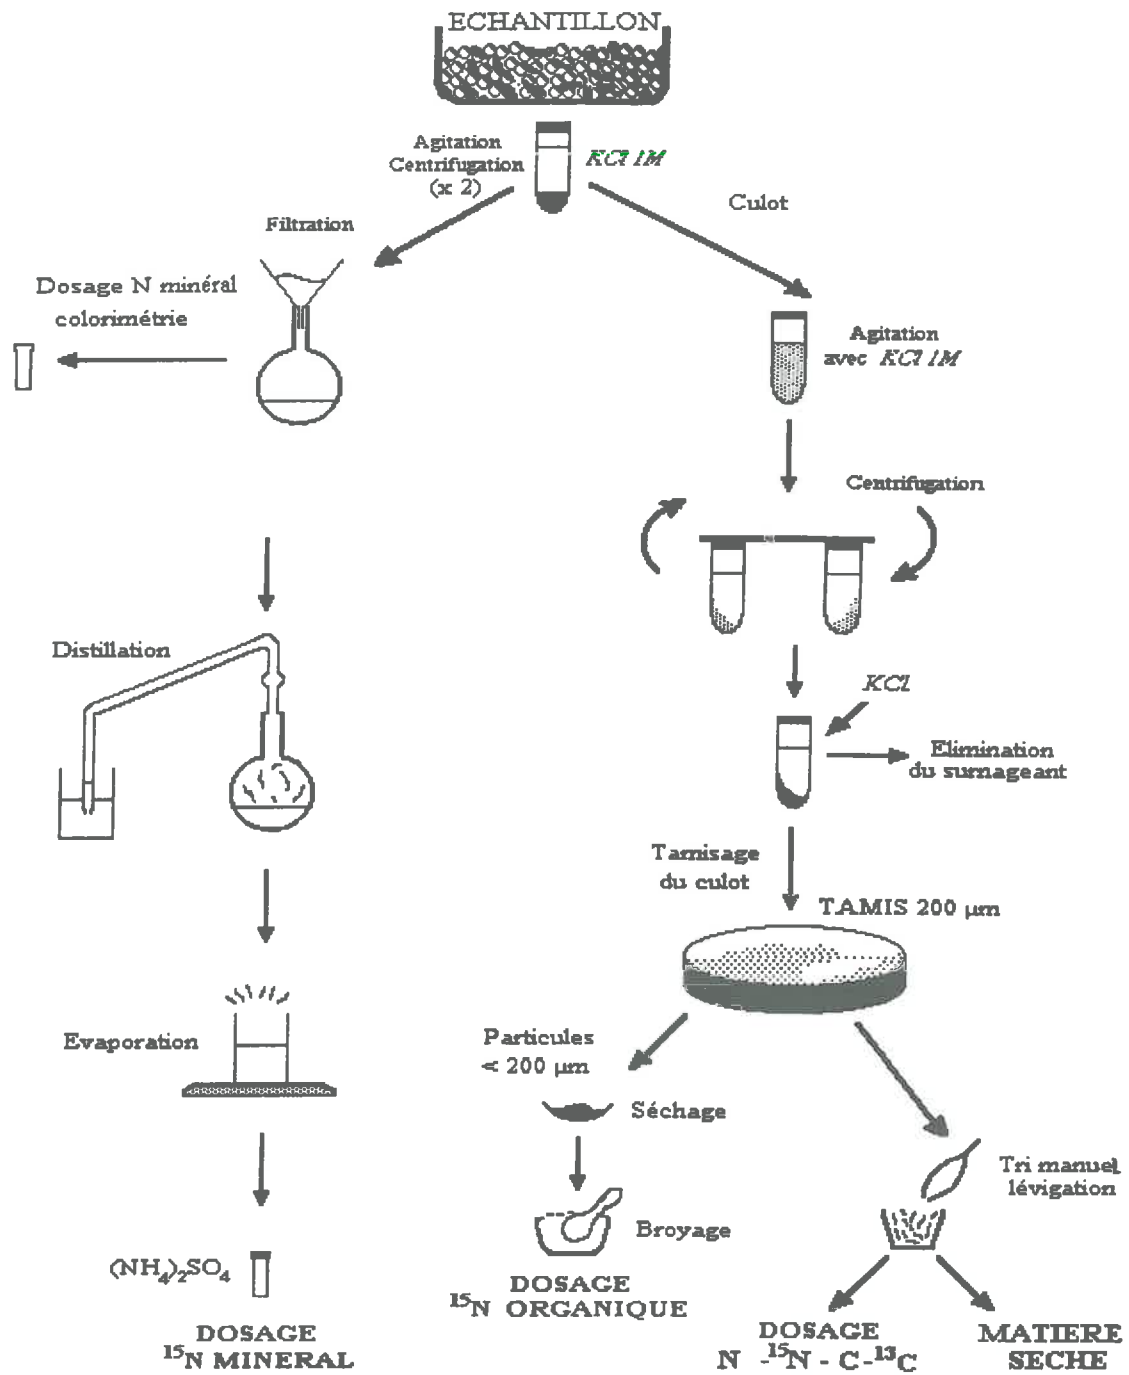 ECHANTILLON
Agitation
Centrifugation
(x 2)
KCl 1M
Culot
Filtration
Dosage N minéral
colorimétrie
Agitation
avec KCl 1M
Centrifugation
Distillation
KCl
Elimination
du surnageant
Tamisage
du culot
TAMIS 200 µm
Particules
< 200 µm
Evaporation
Séchage
Tri manuel
lévigation
Broyage
(NH₄)₂SO₄
DOSAGE
¹⁵N ORGANIQUE
DOSAGE
¹⁵N MINERAL
DOSAGE
N -¹⁵N - C -¹³C
MATIERE
SECHE